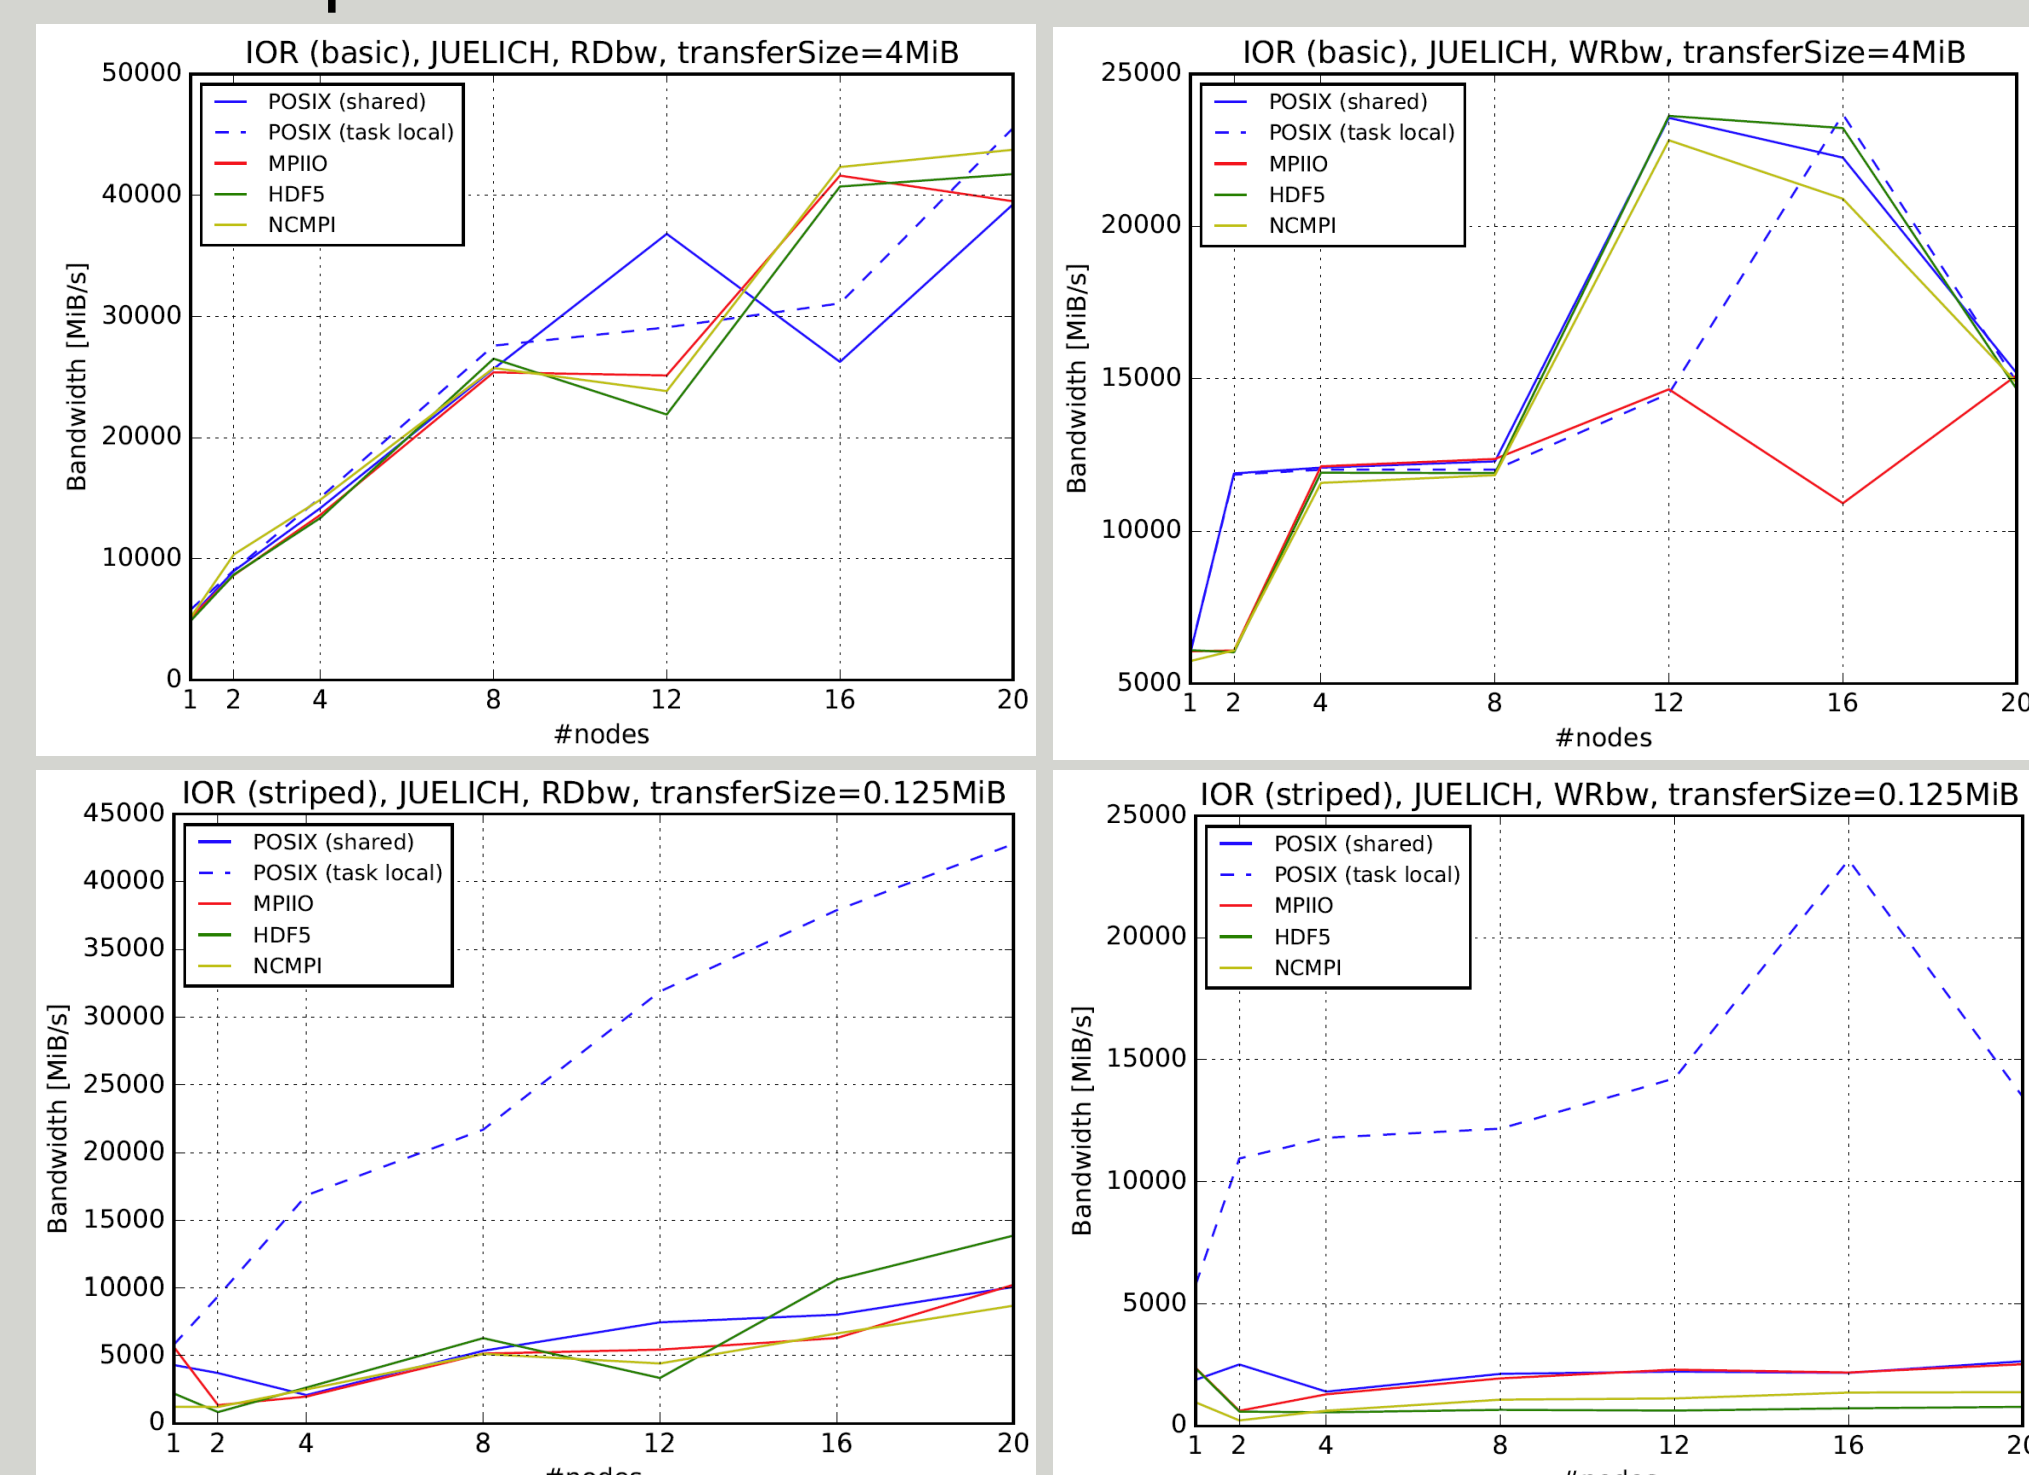 IOR (basic), JUELICH, RDbw, transferSize=4MiB
50000
40000
30000
20000
10000
0
Bandwidth [MiB/s]
POSIX (shared)
POSIX (task local)
MPIIO
HDF5
NCMPI
1 2 4 8 12 16 20
#nodes
IOR (basic), JUELICH, WRbw, transferSize=4MiB
25000
20000
15000
10000
5000
Bandwidth [MiB/s]
POSIX (shared)
POSIX (task local)
MPIIO
HDF5
NCMPI
1 2 4 8 12 16 20
#nodes
IOR (striped), JUELICH, RDbw, transferSize=0.125MiB
45000
40000
35000
30000
25000
20000
15000
10000
5000
0
Bandwidth [MiB/s]
POSIX (shared)
POSIX (task local)
MPIIO
HDF5
NCMPI
1 2 4 8 12 16 20
#nodes
IOR (striped), JUELICH, WRbw, transferSize=0.125MiB
25000
20000
15000
10000
5000
0
Bandwidth [MiB/s]
POSIX (shared)
POSIX (task local)
MPIIO
HDF5
NCMPI
1 2 4 8 12 16 20
#nodes